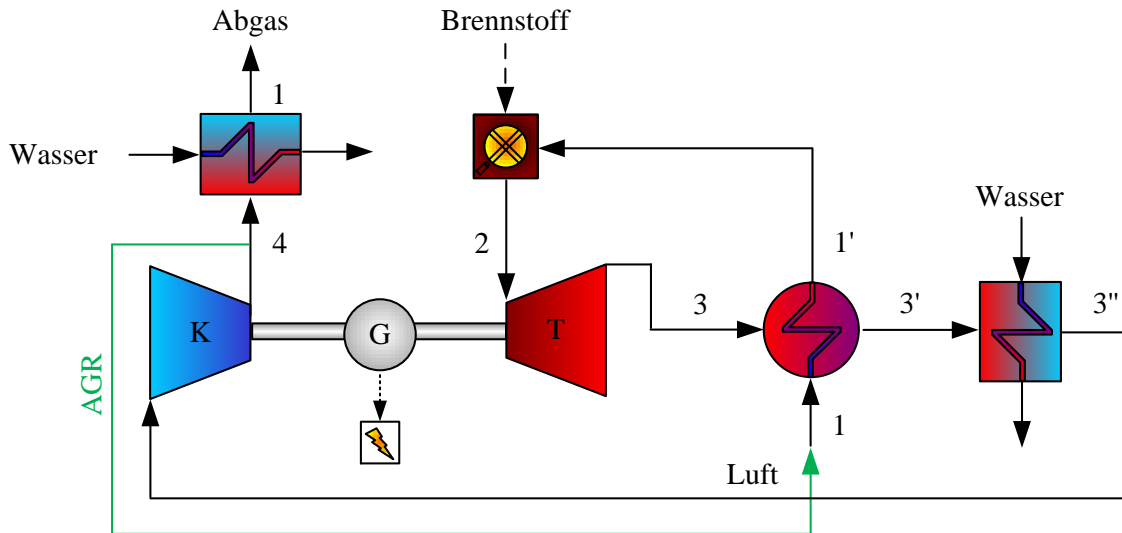 Abgas
Brennstoff
1
Wasser
Wasser
4
2
1'
3
3'
3"
K
G
T
AGR
1
Luft